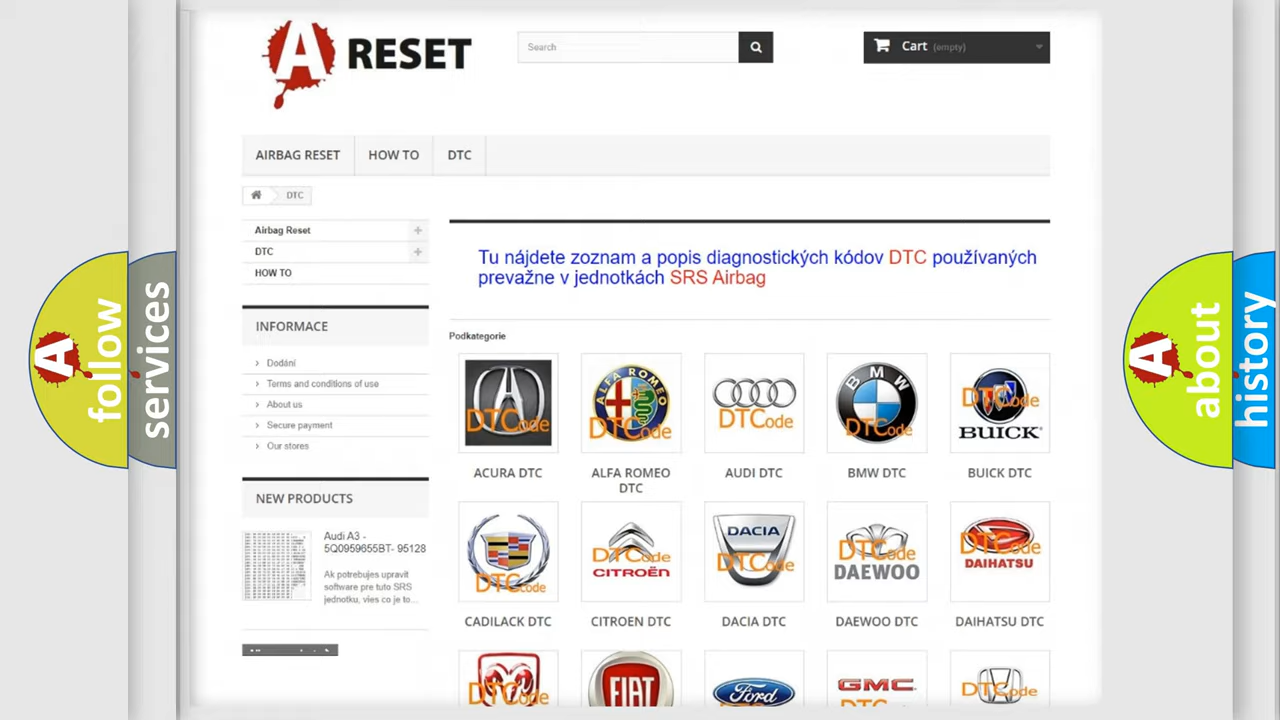 A RESET
Search
Cart (empty)
AIRBAG RESET
HOW TO
DTC
DTC
Airbag Reset
DTC
HOW TO
INFORMACE
Dodání
Terms and conditions of use
About us
Secure payment
Our stores
NEW PRODUCTS
Audi A3 -
5Q0959655BT- 95128
Ak potrebujes upravit
software pre tuto SRS
jednotku, vies co je to...
Tu nájdete zoznam a popis diagnostických kódov DTC používaných
prevažne v jednotkách SRS Airbag
Podkategorie
DTCode
ALFA ROMEO
DTCode
DTCode
BMW
DTCode
DTCode
BUICK
ACURA DTC
ALFA ROMEO
DTC
AUDI DTC
BMW DTC
BUICK DTC
DTCode
DTCode
CITROËN
DACIA
DTCode
DTCode
DAEWOO
DTCode
DAIHATSU
CADILACK DTC
CITROEN DTC
DACIA DTC
DAEWOO DTC
DAIHATSU DTC
DTCode
FIAT
Ford
GMC
DTCode
A
follow
services
A
about
history